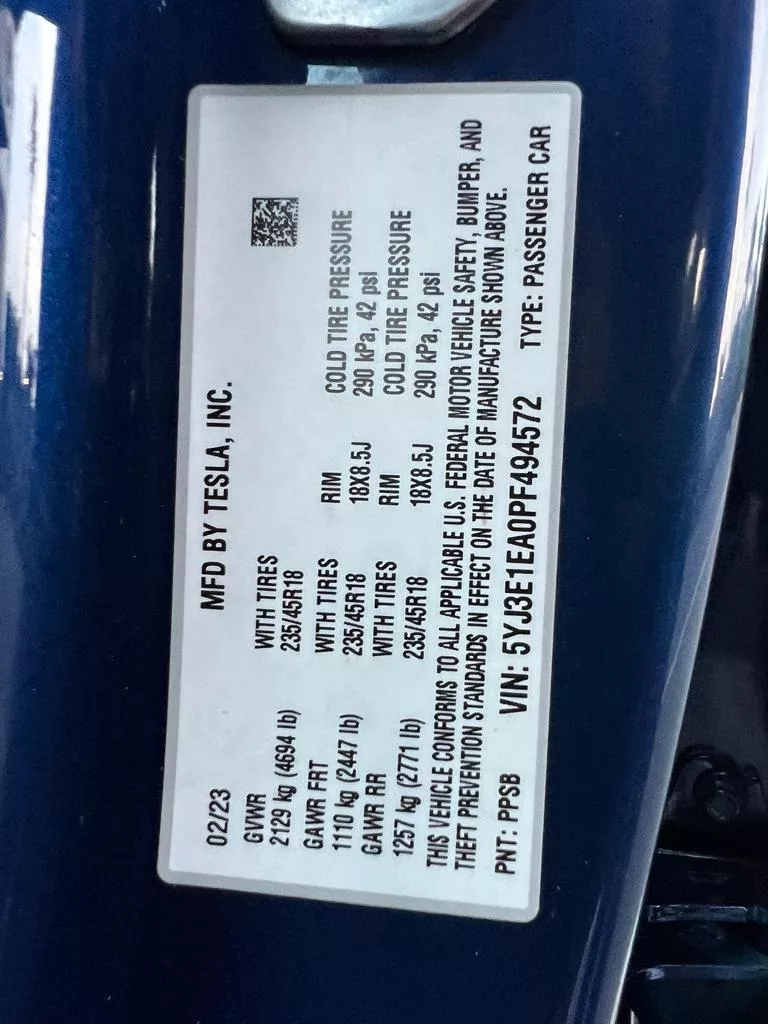 02/23 MFD BY TESLA, INC.
GVWR WITH TIRES
2129 kg (4694 lb) 235/45R18
GAWR FRT WITH TIRES RIM COLD TIRE PRESSURE
1110 kg (2447 lb) 235/45R18 18X8.5J 290 kPa, 42 psi
GAWR RR WITH TIRES RIM COLD TIRE PRESSURE
1257 kg (2771 lb) 235/45R18 18X8.5J 290 kPa, 42 psi
THIS VEHICLE CONFORMS TO ALL APPLICABLE U.S. FEDERAL MOTOR VEHICLE SAFETY, BUMPER, AND
THEFT PREVENTION STANDARDS IN EFFECT ON THE DATE OF MANUFACTURE SHOWN ABOVE.
PNT: PPSB VIN: 5YJ3E1EA0PF494572 TYPE: PASSENGER CAR